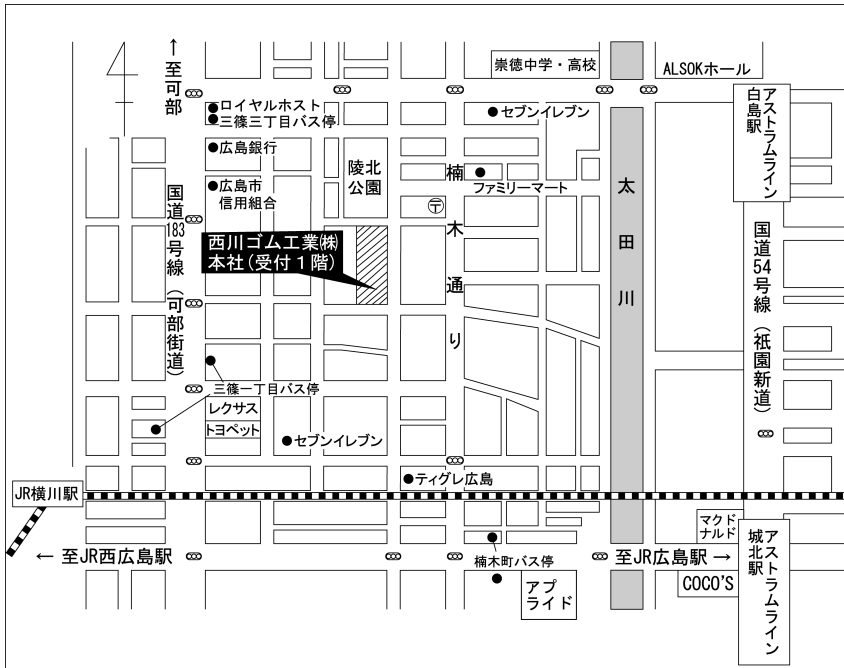 崇徳中学・高校
ALSOKホール
↑至可部
ロイヤルホスト
三篠三丁目バス停
セブンイレブン
アストラムライン
白島駅
広島銀行
陵北
公園
楠木通り
ファミリーマート
広島市
信用組合
〒
太田川
国道183号線(可部街道)
西川ゴム工業㈱
本社(受付1階)
国道54号線(祇園新道)
三篠一丁目バス停
レクサス
トヨペット
セブンイレブン
ティグレ広島
JR横川駅
マクド
ナルド
アストラムライン
城北駅
← 至JR西広島駅
楠木町バス停
至JR広島駅 →
アプ
ライド
COCO'S